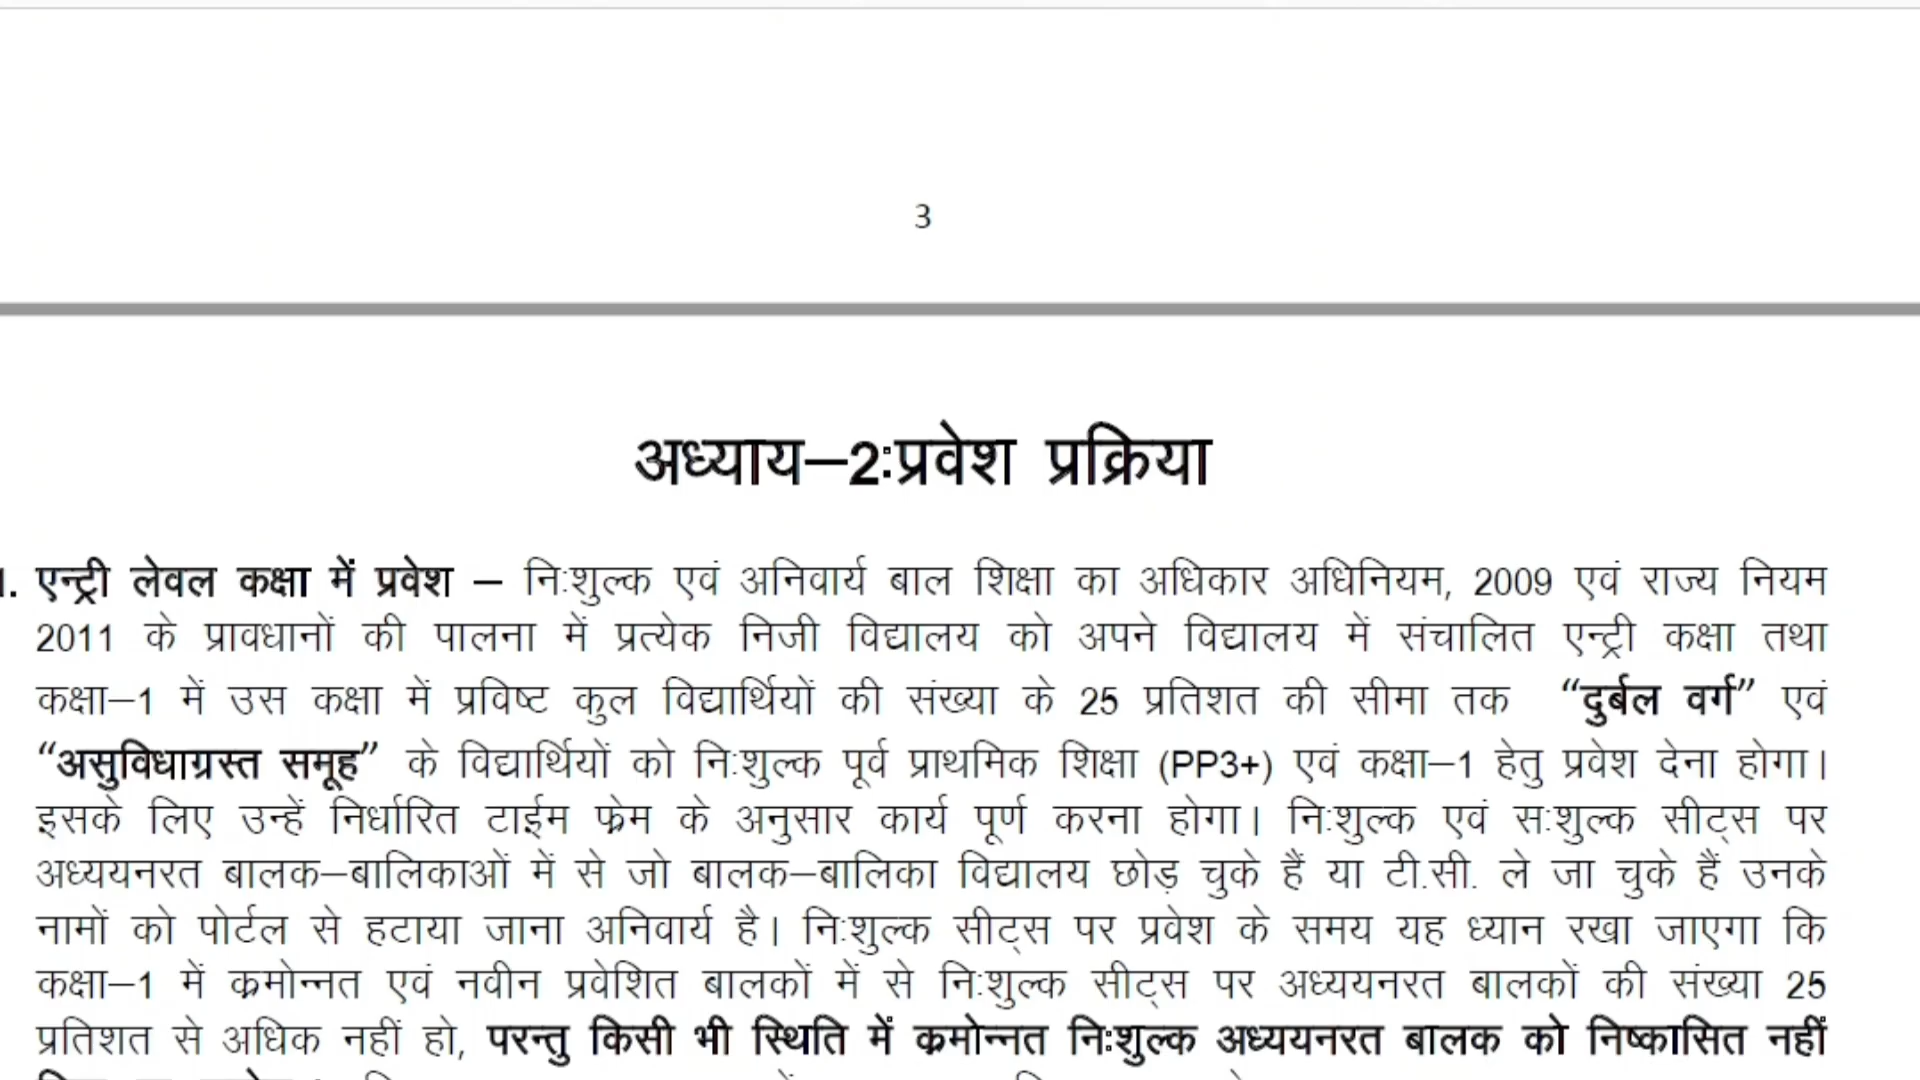 3
अध्याय–2:प्रवेश प्रक्रिया
1. एन्ट्री लेवल कक्षा में प्रवेश – नि:शुल्क एवं अनिवार्य बाल शिक्षा का अधिकार अधिनियम, 2009 एवं राज्य नियम
2011 के प्रावधानों की पालना में प्रत्येक निजी विद्यालय को अपने विद्यालय में संचालित एन्ट्री कक्षा तथा
कक्षा–1 में उस कक्षा में प्रविष्ट कुल विद्यार्थियों की संख्या के 25 प्रतिशत की सीमा तक “दुर्बल वर्ग” एवं
“असुविधाग्रस्त समूह” के विद्यार्थियों को नि:शुल्क पूर्व प्राथमिक शिक्षा (PP3+) एवं कक्षा–1 हेतु प्रवेश देना होगा।
इसके लिए उन्हें निर्धारित टाईम फ्रेम के अनुसार कार्य पूर्ण करना होगा। नि:शुल्क एवं स:शुल्क सीट्स पर
अध्ययनरत बालक–बालिकाओं में से जो बालक–बालिका विद्यालय छोड़ चुके हैं या टी.सी. ले जा चुके हैं उनके
नामों को पोर्टल से हटाया जाना अनिवार्य है। नि:शुल्क सीट्स पर प्रवेश के समय यह ध्यान रखा जाएगा कि
कक्षा–1 में क्रमोन्नत एवं नवीन प्रवेशित बालकों में से नि:शुल्क सीट्स पर अध्ययनरत बालकों की संख्या 25
प्रतिशत से अधिक नहीं हो, परन्तु किसी भी स्थिति में क्रमोन्नत नि:शुल्क अध्ययनरत बालक को निष्कासित नहीं